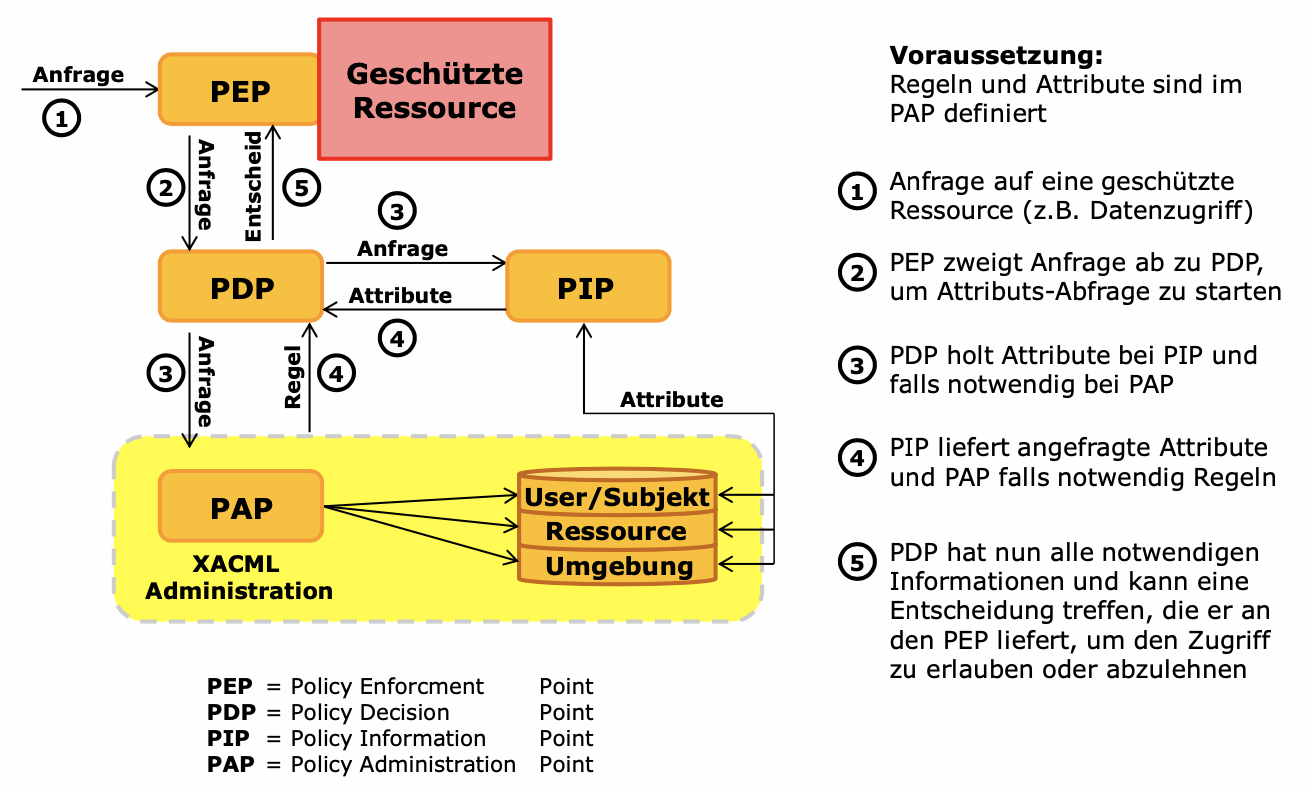 Anfrage
1
PEP
Geschützte
Ressource
2
Anfrage
Entscheid
5
3
Anfrage
PDP
PIP
Attribute
4
3
Anfrage
Regel
4
Attribute
PAP
XACML
Administration
User/Subjekt
Ressource
Umgebung
PEP = Policy Enforcment Point
PDP = Policy Decision Point
PIP = Policy Information Point
PAP = Policy Administration Point
Voraussetzung:
Regeln und Attribute sind im
PAP definiert
1 Anfrage auf eine geschützte
Ressource (z.B. Datenzugriff)
2 PEP zweigt Anfrage ab zu PDP,
um Attributs-Abfrage zu starten
3 PDP holt Attribute bei PIP und
falls notwendig bei PAP
4 PIP liefert angefragte Attribute
und PAP falls notwendig Regeln
5 PDP hat nun alle notwendigen
Informationen und kann eine
Entscheidung treffen, die er an
den PEP liefert, um den Zugriff
zu erlauben oder abzulehnen